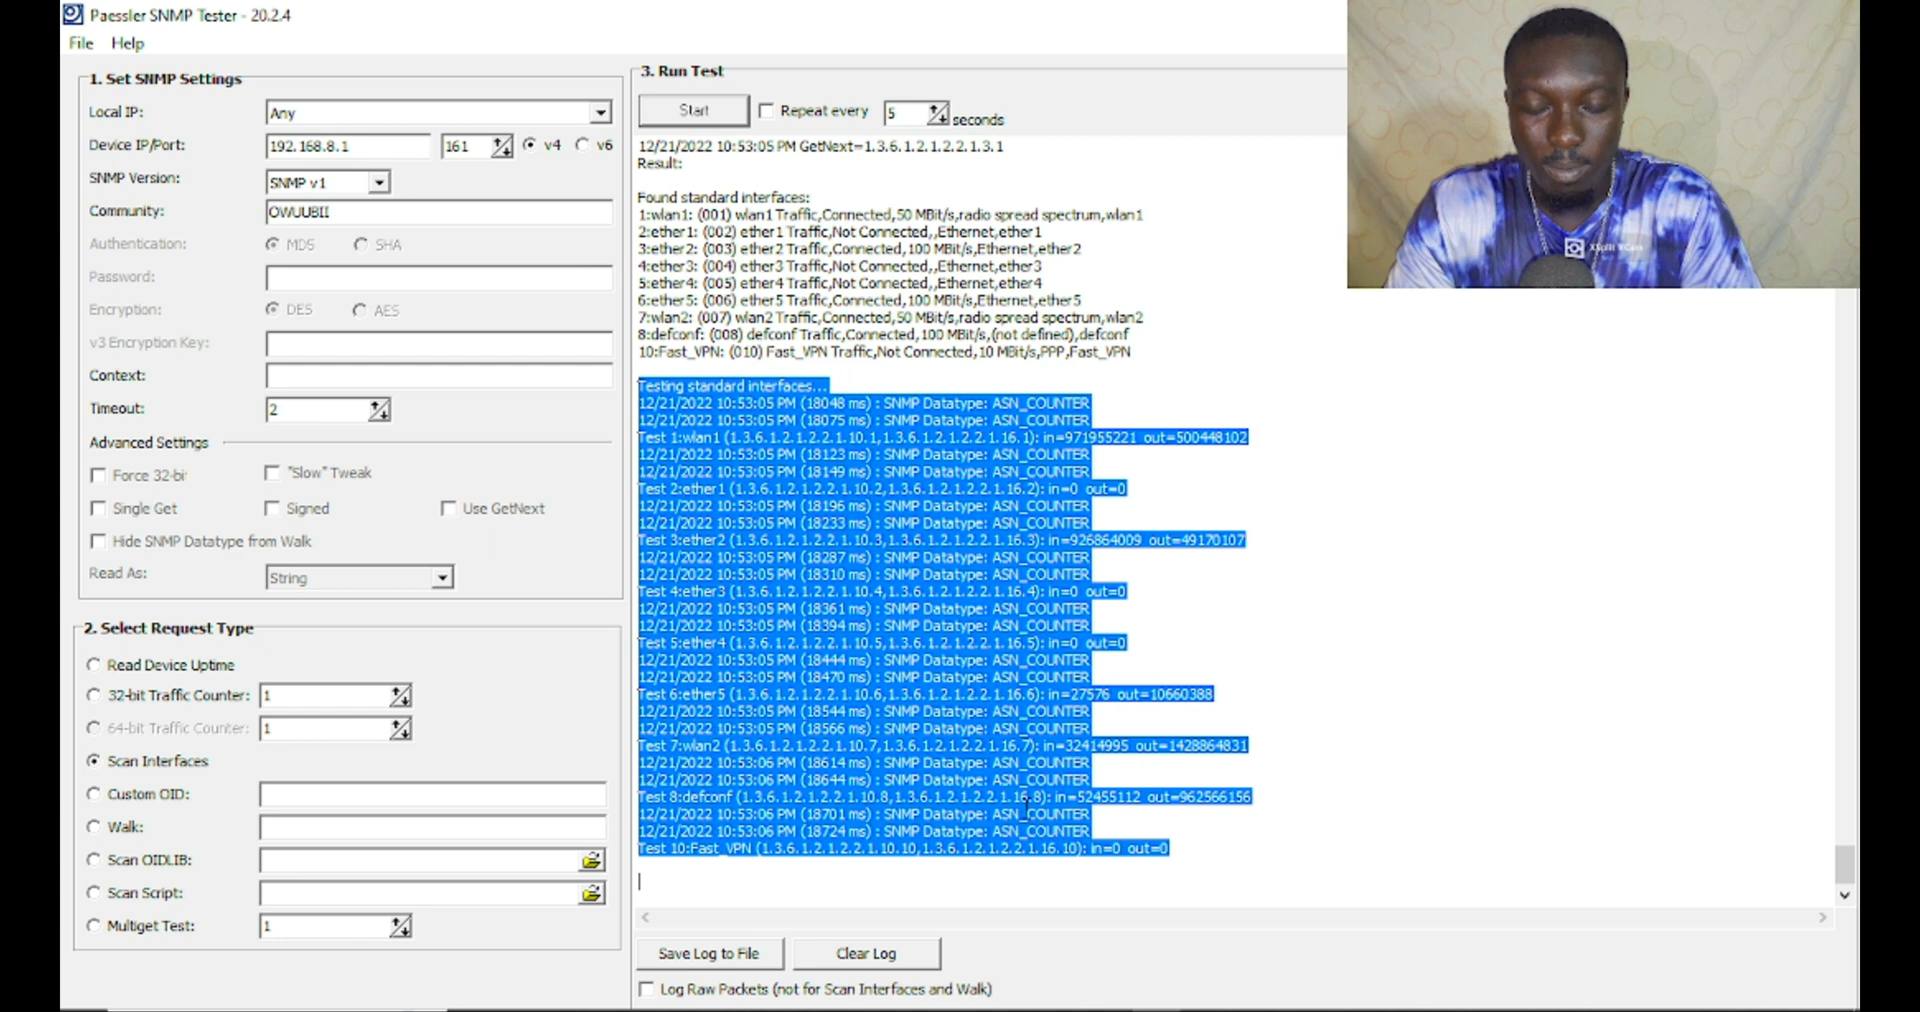 Paessler SNMP Tester - 20.2.4
File Help
1. Set SNMP Settings
Local IP: Any
Device IP/Port: 192.168.8.1 161 v4 v6
SNMP Version: SNMP v1
Community: OWUUBII
Authentication: MD5 SHA
Password:
Encryption: DES AES
v3 Encryption Key:
Context:
Timeout: 2
Advanced Settings
Force 32-bit "Slow" Tweak
Single Get Signed Use GetNext
Hide SNMP Datatype from Walk
Read As: String
2. Select Request Type
Read Device Uptime
32-bit Traffic Counter: 1
64-bit Traffic Counter: 1
Scan Interfaces
Custom OID:
Walk:
Scan OIDLIB:
Scan Script:
Multiget Test: 1
3. Run Test
Start Repeat every 5 seconds
12/21/2022 10:53:05 PM GetNext=1.3.6.1.2.1.2.2.1.3.1
Result:
Found standard interfaces:
1:wlan1: (001) wlan1 Traffic,Connected,50 MBit/s,radio spread spectrum,wlan1
2:ether1: (002) ether1 Traffic,Not Connected,,Ethernet,ether1
3:ether2: (003) ether2 Traffic,Connected,100 MBit/s,Ethernet,ether2
4:ether3: (004) ether3 Traffic,Not Connected,,Ethernet,ether3
5:ether4: (005) ether4 Traffic,Not Connected,,Ethernet,ether4
6:ether5: (006) ether5 Traffic,Connected,100 MBit/s,Ethernet,ether5
7:wlan2: (007) wlan2 Traffic,Connected,50 MBit/s,radio spread spectrum,wlan2
8:defconf: (008) defconf Traffic,Connected,100 MBit/s,(not defined),defconf
10:Fast_VPN: (010) Fast_VPN Traffic,Not Connected,10 MBit/s,PPP,Fast_VPN
Testing standard interfaces...
12/21/2022 10:53:05 PM (18048 ms) : SNMP Datatype: ASN_COUNTER
12/21/2022 10:53:05 PM (18075 ms) : SNMP Datatype: ASN_COUNTER
Test 1:wlan1 (1.3.6.1.2.1.2.2.1.10.1,1.3.6.1.2.1.2.2.1.16.1): in=971955221 out=500448102
12/21/2022 10:53:05 PM (18123 ms) : SNMP Datatype: ASN_COUNTER
12/21/2022 10:53:05 PM (18149 ms) : SNMP Datatype: ASN_COUNTER
Test 2:ether1 (1.3.6.1.2.1.2.2.1.10.2,1.3.6.1.2.1.2.2.1.16.2): in=0 out=0
12/21/2022 10:53:05 PM (18196 ms) : SNMP Datatype: ASN_COUNTER
12/21/2022 10:53:05 PM (18233 ms) : SNMP Datatype: ASN_COUNTER
Test 3:ether2 (1.3.6.1.2.1.2.2.1.10.3,1.3.6.1.2.1.2.2.1.16.3): in=926864009 out=49170107
12/21/2022 10:53:05 PM (18287 ms) : SNMP Datatype: ASN_COUNTER
12/21/2022 10:53:05 PM (18310 ms) : SNMP Datatype: ASN_COUNTER
Test 4:ether3 (1.3.6.1.2.1.2.2.1.10.4,1.3.6.1.2.1.2.2.1.16.4): in=0 out=0
12/21/2022 10:53:05 PM (18361 ms) : SNMP Datatype: ASN_COUNTER
12/21/2022 10:53:05 PM (18394 ms) : SNMP Datatype: ASN_COUNTER
Test 5:ether4 (1.3.6.1.2.1.2.2.1.10.5,1.3.6.1.2.1.2.2.1.16.5): in=0 out=0
12/21/2022 10:53:05 PM (18444 ms) : SNMP Datatype: ASN_COUNTER
12/21/2022 10:53:05 PM (18470 ms) : SNMP Datatype: ASN_COUNTER
Test 6:ether5 (1.3.6.1.2.1.2.2.1.10.6,1.3.6.1.2.1.2.2.1.16.6): in=27576 out=10660388
12/21/2022 10:53:05 PM (18544 ms) : SNMP Datatype: ASN_COUNTER
12/21/2022 10:53:05 PM (18566 ms) : SNMP Datatype: ASN_COUNTER
Test 7:wlan2 (1.3.6.1.2.1.2.2.1.10.7,1.3.6.1.2.1.2.2.1.16.7): in=32414995 out=1428864831
12/21/2022 10:53:06 PM (18614 ms) : SNMP Datatype: ASN_COUNTER
12/21/2022 10:53:06 PM (18644 ms) : SNMP Datatype: ASN_COUNTER
Test 8:defconf (1.3.6.1.2.1.2.2.1.10.8,1.3.6.1.2.1.2.2.1.16.8): in=52455112 out=962566156
12/21/2022 10:53:06 PM (18701 ms) : SNMP Datatype: ASN_COUNTER
12/21/2022 10:53:06 PM (18724 ms) : SNMP Datatype: ASN_COUNTER
Test 10:Fast_VPN (1.3.6.1.2.1.2.2.1.10.10,1.3.6.1.2.1.2.2.1.16.10): in=0 out=0
Save Log to File Clear Log
Log Raw Packets (not for Scan Interfaces and Walk)
XSplit VCam